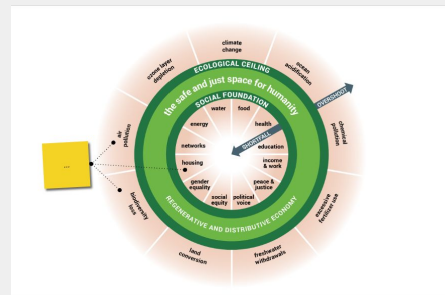 climate
change
ocean
acidification
ozone layer
depletion
ECOLOGICAL CEILING
the safe and just space for humanity
SOCIAL FOUNDATION
OVERSHOOT
water
food
energy
health
SHORTFALL
air
pollution
chemical
pollution
networks
education
...
housing
income
& work
gender
equality
peace &
justice
social
equity
political
voice
biodiversity
loss
excessive
fertilizer use
REGENERATIVE AND DISTRIBUTIVE ECONOMY
land
conversion
freshwater
withdrawals